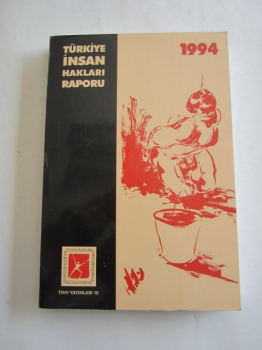 TÜRKİYE
İNSAN
HAKLARI
RAPORU
1994
TİHV YAYINLARI 10